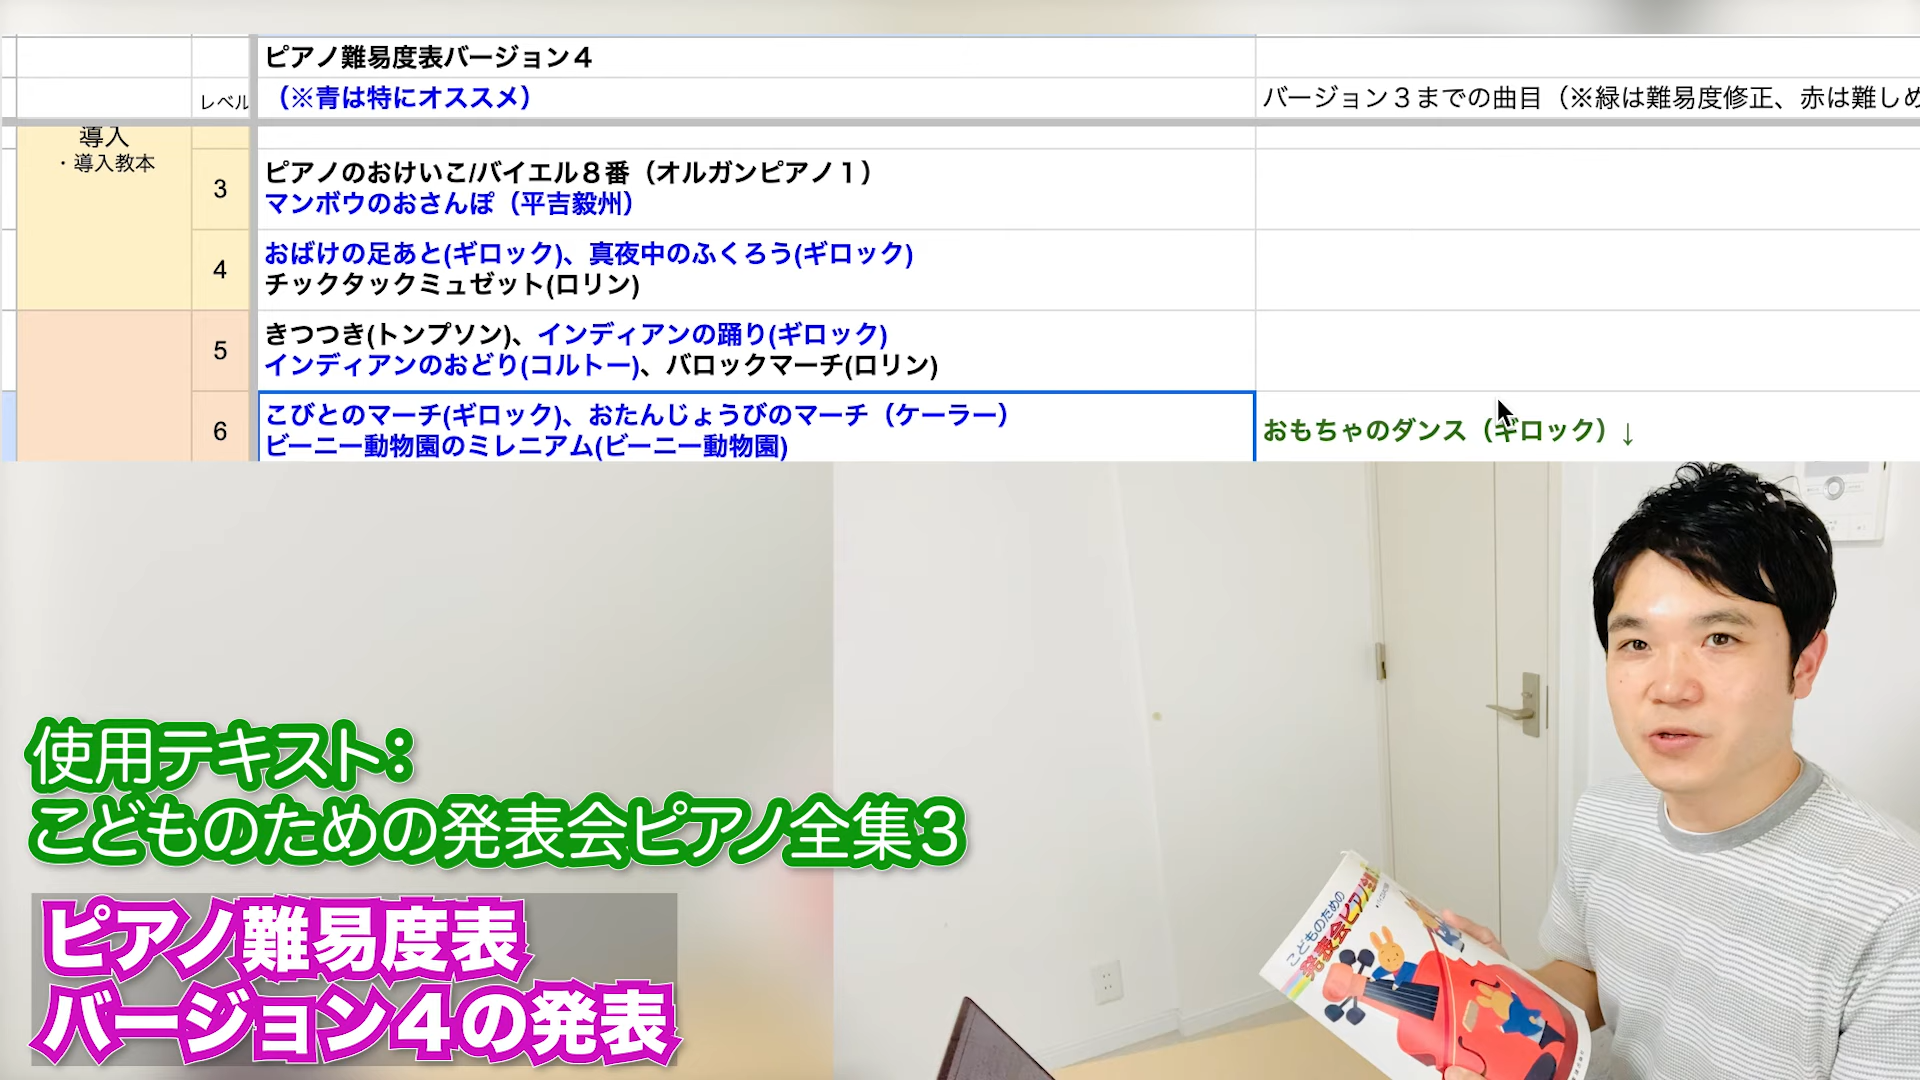 ピアノ難易度表バージョン４
レベル
（※青は特にオススメ）
バージョン３までの曲目（※緑は難易度修正、赤は難しめ
導入
・導入教本
3
ピアノのおけいこ/バイエル８番（オルガンピアノ１）
マンボウのおさんぽ（平吉毅州）
4
おばけの足あと(ギロック)、真夜中のふくろう(ギロック)
チックタックミュゼット(ロリン)
5
きつつき(トンプソン)、インディアンの踊り(ギロック)
インディアンのおどり(コルトー)、バロックマーチ(ロリン)
6
こびとのマーチ(ギロック)、おたんじょうびのマーチ（ケーラー）
ビーニー動物園のミレニアム(ビーニー動物園)
おもちゃのダンス（ギロック）↓
使用テキスト：
こどものための発表会ピアノ全集３
ピアノ難易度表
バージョン４の発表
こどものための
発表会ピアノ全